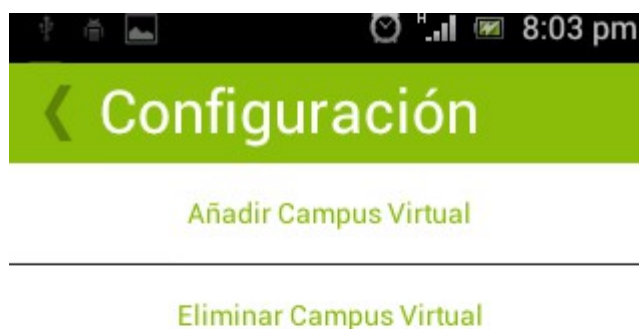 H 8:03 pm
Configuración
Añadir Campus Virtual
Eliminar Campus Virtual